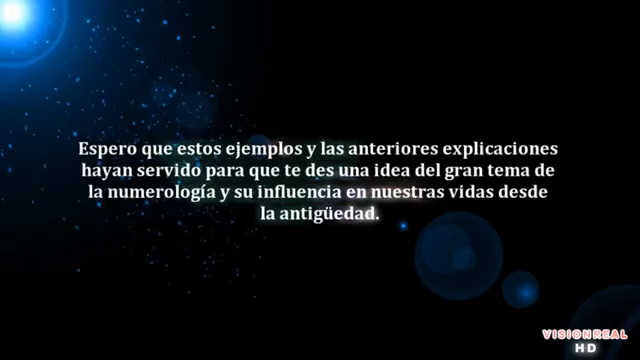 Espero que estos ejemplos y las anteriores explicaciones
hayan servido para que te des una idea del gran tema de
la numerología y su influencia en nuestras vidas desde
la antigüedad.
VISIONREAL
HD